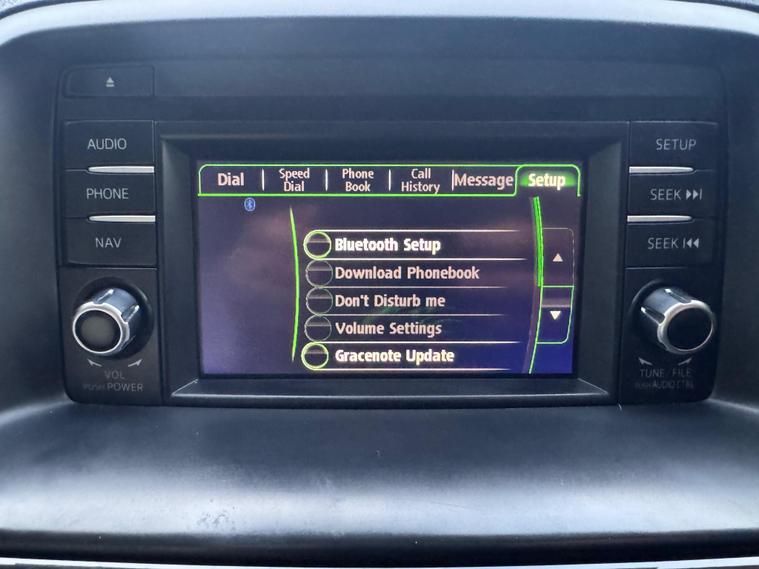 AUDIO
PHONE
NAV
VOL
PUSH POWER
Dial
Speed
Dial
Phone
Book
Call
History
Message
Setup
Bluetooth Setup
Download Phonebook
Don't Disturb me
Volume Settings
Gracenote Update
SETUP
SEEK
SEEK
TUNE / FILE
PUSH AUDIO CTRL